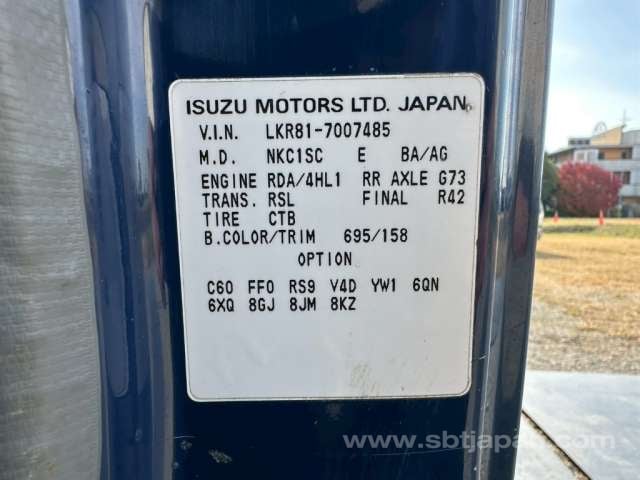 ISUZU MOTORS LTD. JAPAN
V.I.N. LKR81-7007485
M.D. NKC1SC E BA/AG
ENGINE RDA/4HL1 RR AXLE G73
TRANS. RSL FINAL R42
TIRE CTB
B.COLOR/TRIM 695/158
OPTION
C60 FF0 RS9 V4D YW1 6QN
6XQ 8GJ 8JM 8KZ
www.sbtjapan.com